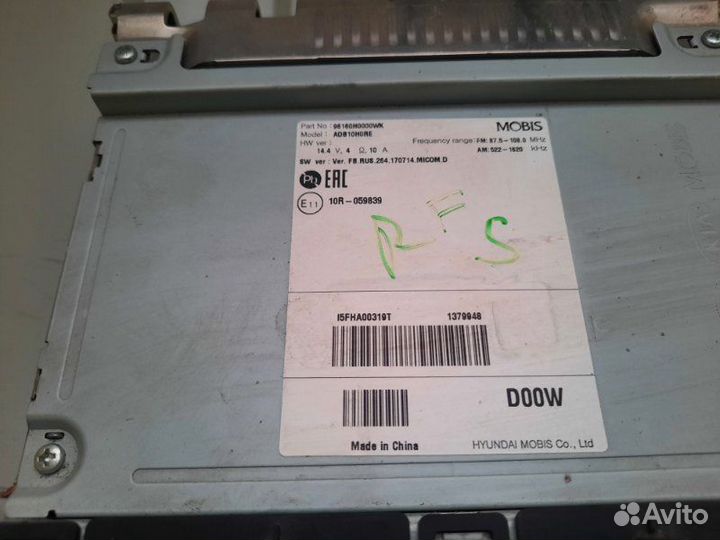 Part No : 96160H0000WK
MOBIS
Model : ADB10H0RE
Frequency range : FM: 87.5-108.0 MHz
HW ver :
14.4 V, 4 Ω, 10 A
AM: 522-1620 kHz
SW ver : Ver. FB.RUS.264.170714.MICOM.D
Ph EAC
E11 10R-059839
RFS
I5FHA00319T 1379948
D00W
Made in China
HYUNDAI MOBIS Co., Ltd
Avito